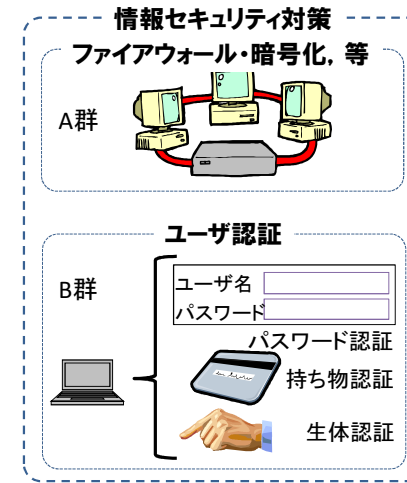 情報セキュリティ対策
ファイアウォール・暗号化, 等
A群
ユーザ認証
B群
ユーザ名
パスワード
パスワード認証
持ち物認証
生体認証